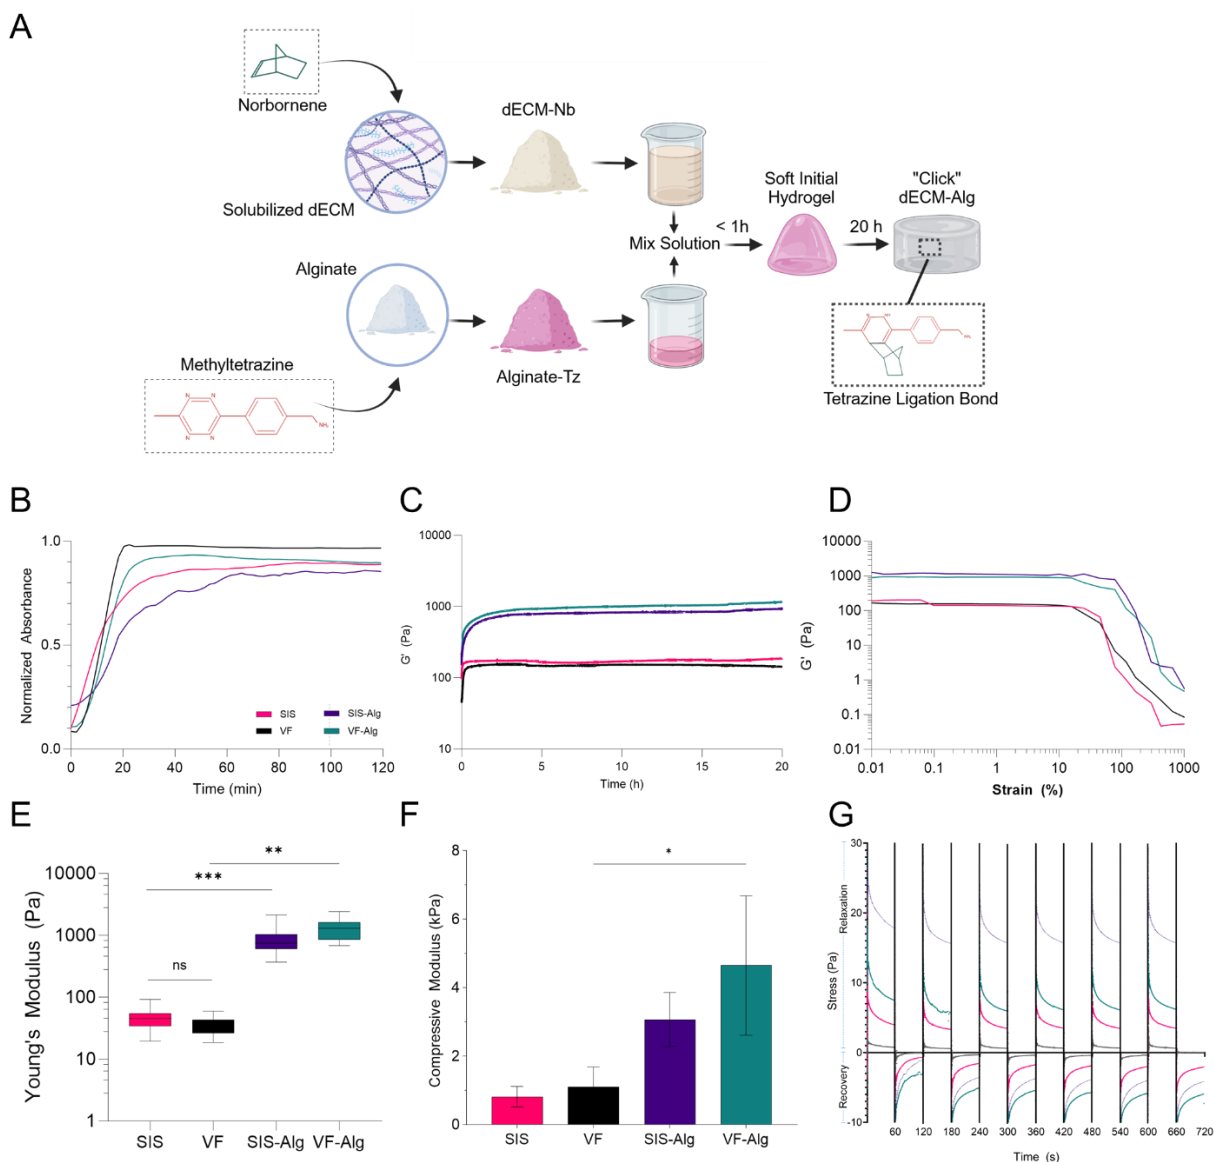 A
Norbornene
Solubilized dECM
dECM-Nb
Alginate
Alginate-Tz
Methyltetrazine
N
N
N
N
NH₂
Mix Solution
< 1h
Soft Initial
Hydrogel
20 h
"Click"
dECM-Alg
N
NH
NH₂
Tetrazine Ligation Bond
B
Normalized Absorbance
1.0
0.5
0.0
0
20
40
60
80
100
120
Time (min)
SIS
VF
SIS-Alg
VF-Alg
C
G' (Pa)
10000
1000
100
10
0
5
10
15
20
Time (h)
D
G' (Pa)
10000
1000
100
10
1
0.1
0.01
0.01
0.1
1
10
100
1000
Strain (%)
E
Young's Modulus (Pa)
10000
1000
100
10
1
**
***
ns
SIS
VF
SIS-Alg
VF-Alg
F
Compressive Modulus (kPa)
8
6
4
2
0
*
SIS
VF
SIS-Alg
VF-Alg
G
Relaxation
Recovery
Stress (Pa)
30
20
10
0
-10
60
120
180
240
300
360
420
480
540
600
660
720
Time (s)